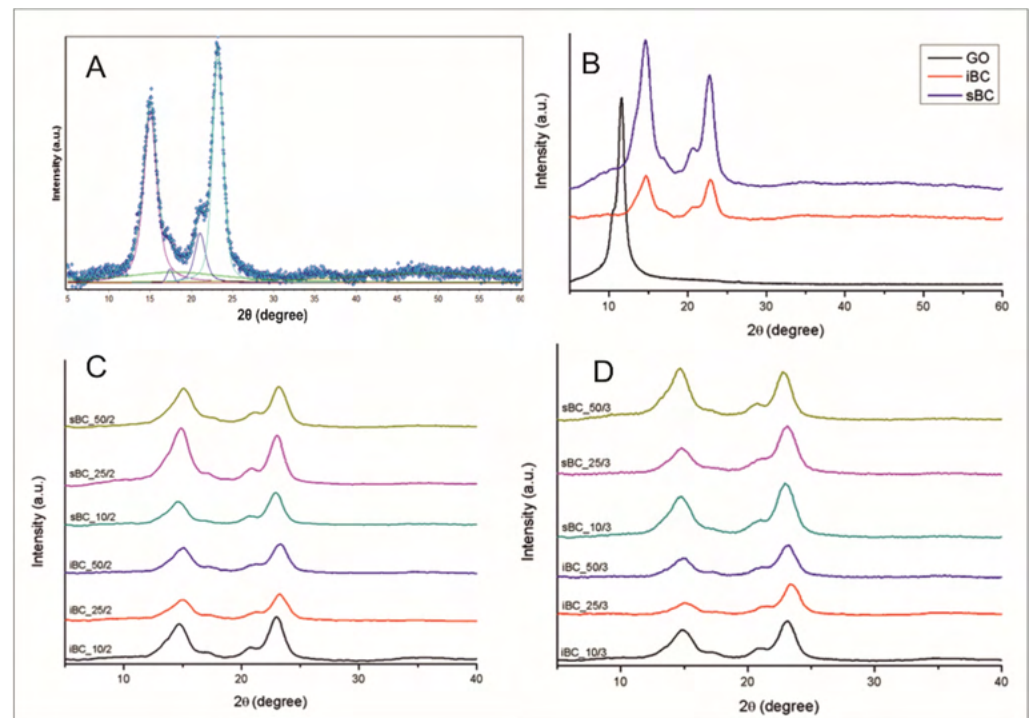 A
Intensity (a.u.)
5 10 15 20 25 30 35 40 45 50 55 60
2θ (degree)
B
GO
iBC
sBC
Intensity (a.u.)
10 20 30 40 50 60
2θ (degree)
C
sBC_50/2
sBC_25/2
sBC_10/2
iBC_50/2
iBC_25/2
iBC_10/2
Intensity (a.u.)
10 20 30 40
2θ (degree)
D
sBC_50/3
sBC_25/3
sBC_10/3
iBC_50/3
iBC_25/3
iBC_10/3
Intensity (a.u.)
10 20 30 40
2θ (degree)